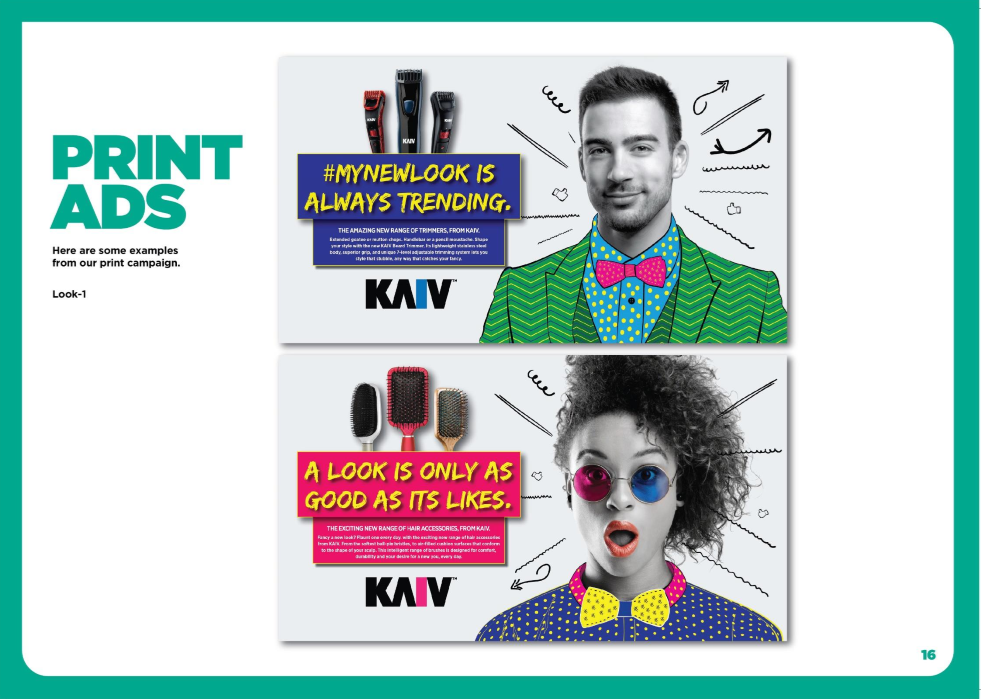 PRINT
ADS
Here are some examples
from our print campaign.
Look-1
KAIV
KAIV
#MYNEWLOOK IS
ALWAYS TRENDING.
THE AMAZING NEW RANGE OF TRIMMERS, FROM KAIV.
Extended goatee or mutton chops. Handlebar or a pencil moustache. Shape
your style with the new KAIV Beard Trimmer. Its lightweight stainless steel
body, superior grip, and unique 7-level adjustable trimming system lets you
style that stubble, any way that catches your fancy.
KAIV™
A LOOK IS ONLY AS
GOOD AS ITS LIKES.
THE EXCITING NEW RANGE OF HAIR ACCESSORIES, FROM KAIV.
Fancy a new look? Flaunt one every day, with the exciting new range of hair accessories
from KAIV. From the softest ball-pin bristles, to air-filled cushion surfaces that conform
to the shape of your scalp. This intelligent range of brushes is designed for comfort,
durability and your desire for a new you, every day.
KAIV™
16